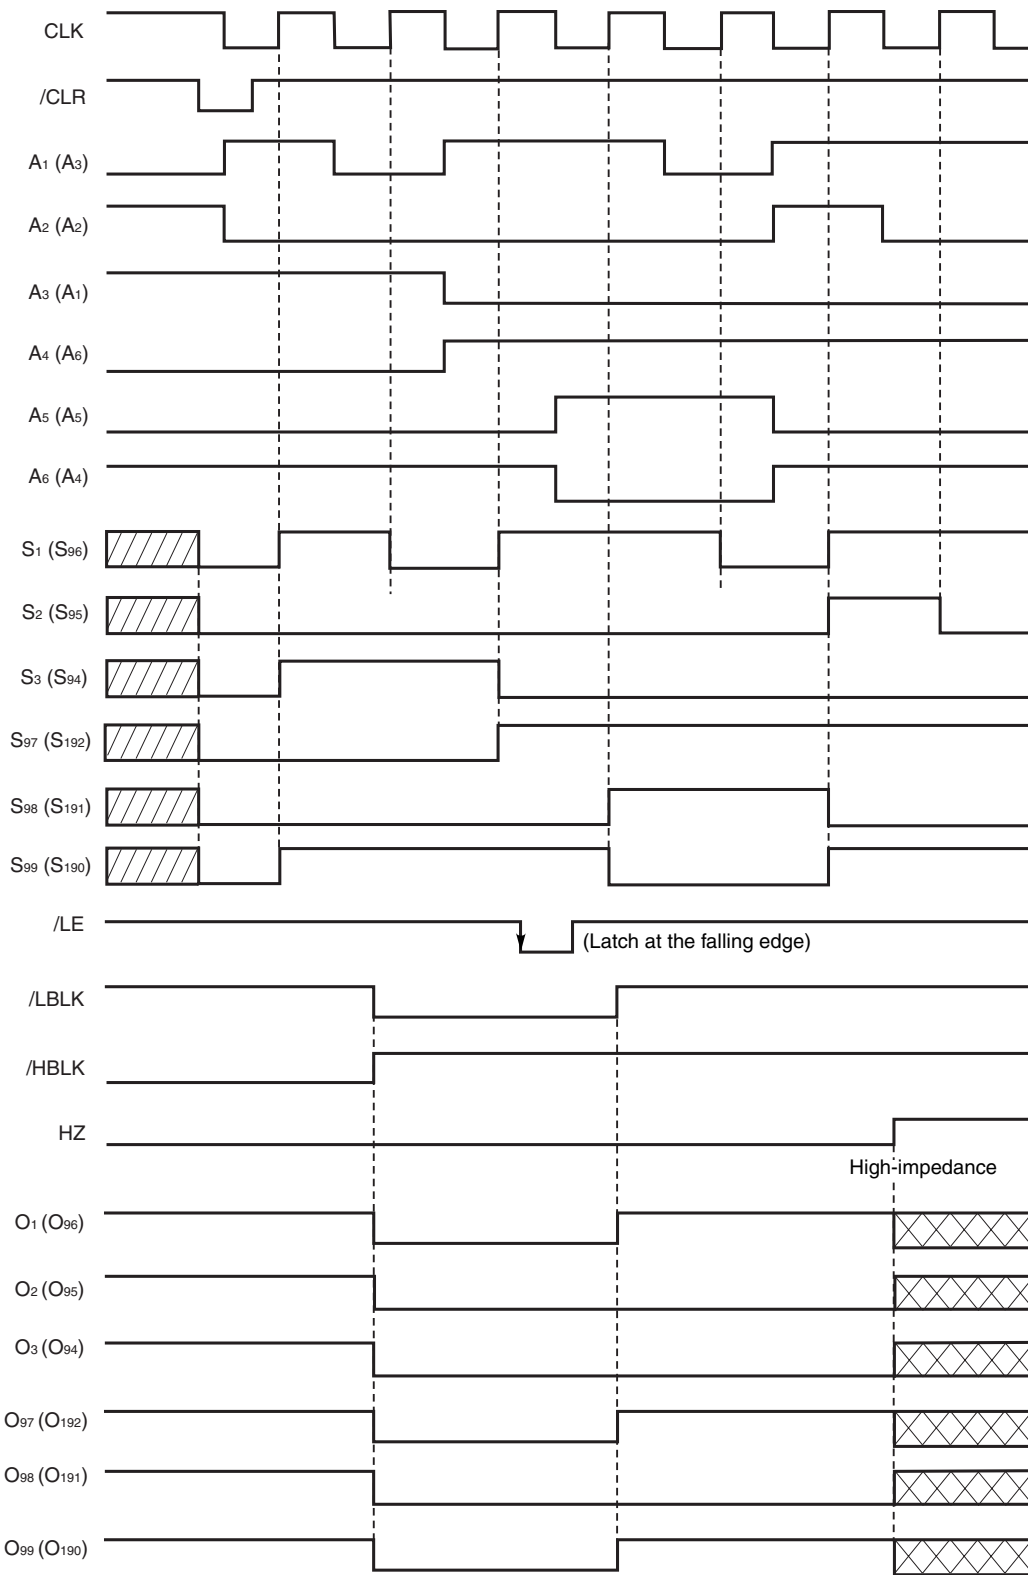 CLK
/CLR
A1 (A3)
A2 (A2)
A3 (A1)
A4 (A6)
A5 (A5)
A6 (A4)
S1 (S96)
S2 (S95)
S3 (S94)
S97 (S192)
S98 (S191)
S99 (S190)
/LE
(Latch at the falling edge)
/LBLK
/HBLK
HZ
High-impedance
O1 (O96)
O2 (O95)
O3 (O94)
O97 (O192)
O98 (O191)
O99 (O190)